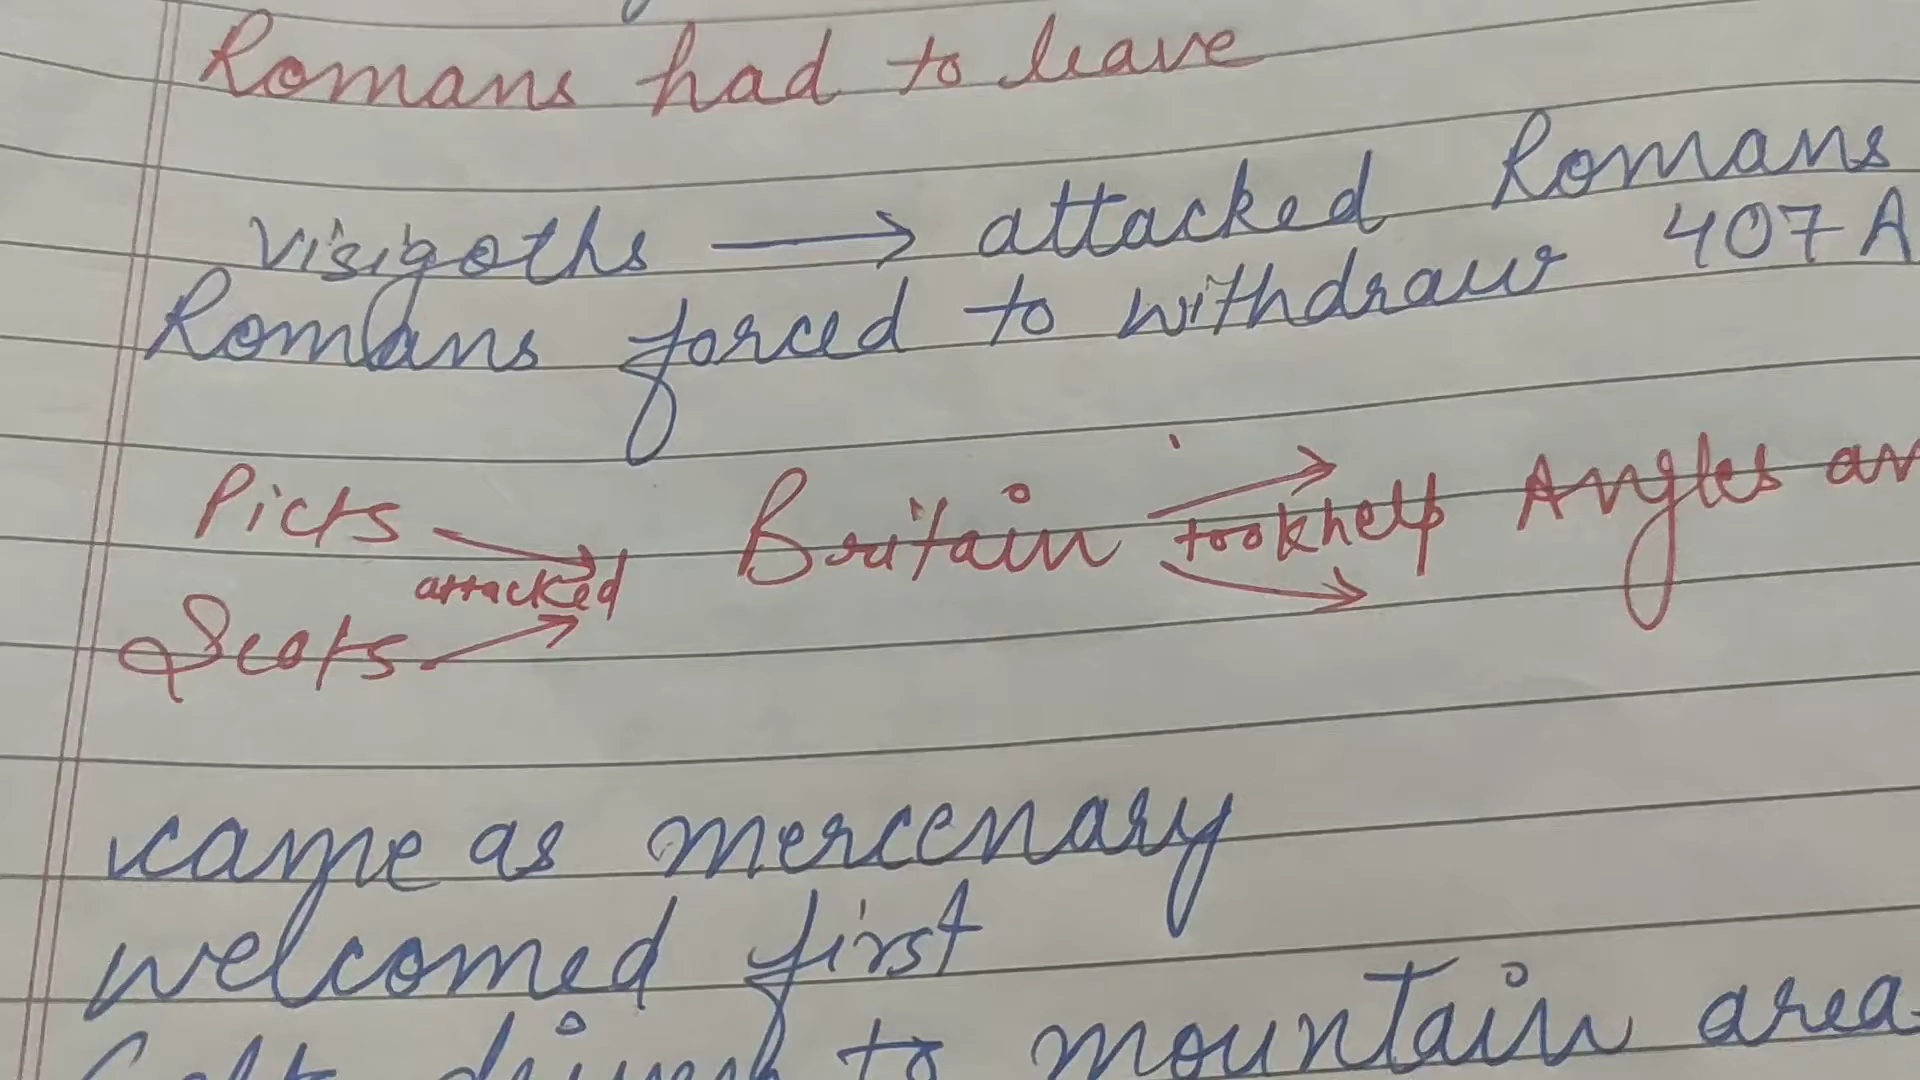 Romans had to leave
Visigoths → attacked Romans
Romans forced to withdraw 407 A
Picts
attacked
Scots
Britain
took help
Angles
came as mercenary
welcomed first
to mountain area